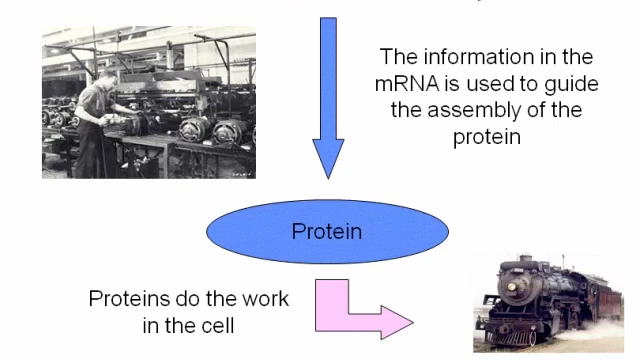 The information in the
mRNA is used to guide
the assembly of the
protein
Protein
Proteins do the work
in the cell